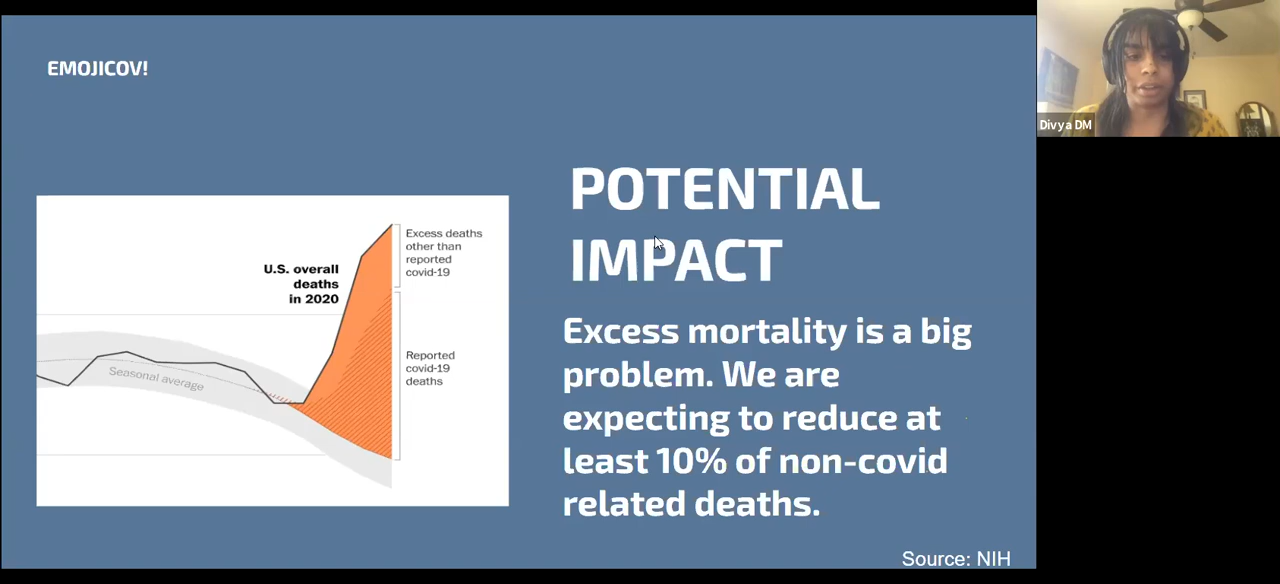 EMOJICOV!
POTENTIAL
IMPACT
Excess mortality is a big
problem. We are
expecting to reduce at
least 10% of non-covid
related deaths.
Source: NIH
U.S. overall
deaths
in 2020
Excess deaths
other than
reported
covid-19
Reported
covid-19
deaths
Seasonal average
Divya DM